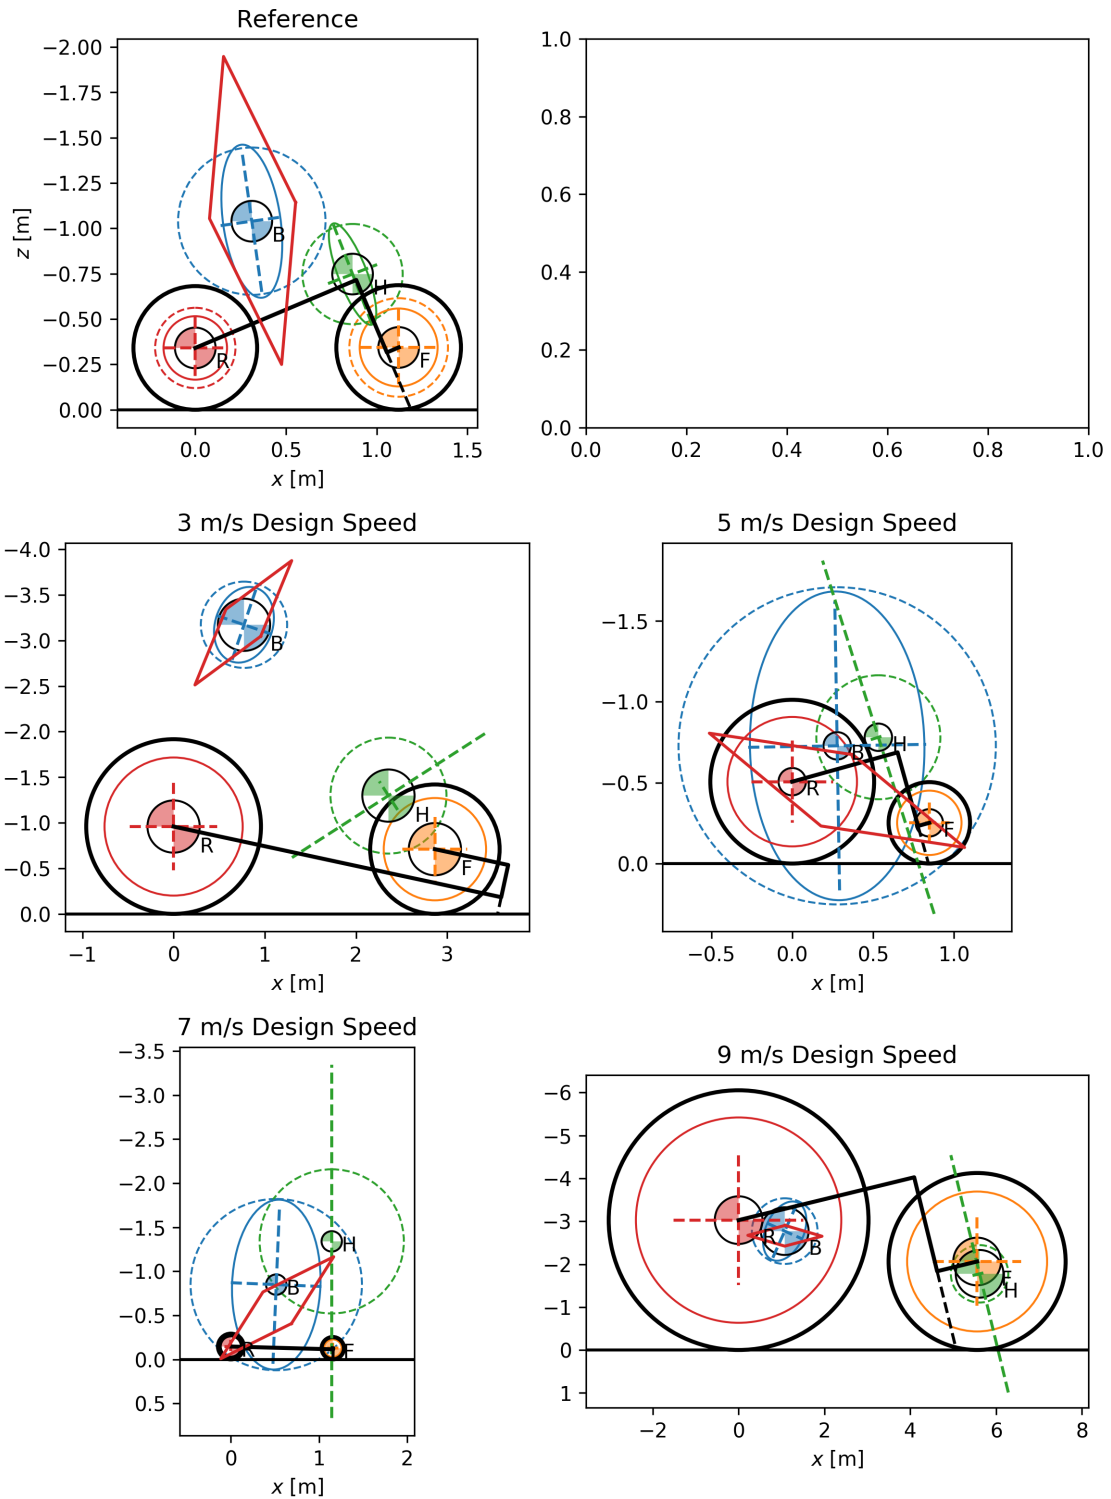 Reference
−2.00
−1.75
−1.50
−1.25
−1.00
−0.75
−0.50
−0.25
0.00
z [m]
B
H
R
F
0.0 0.5 1.0 1.5
x [m]
1.0
0.8
0.6
0.4
0.2
0.0
0.0 0.2 0.4 0.6 0.8 1.0
3 m/s Design Speed
−4.0
−3.5
−3.0
−2.5
−2.0
−1.5
−1.0
−0.5
0.0
B
H
R
F
−1 0 1 2 3
x [m]
5 m/s Design Speed
−1.5
−1.0
−0.5
0.0
B
H
R
F
−0.5 0.0 0.5 1.0
x [m]
7 m/s Design Speed
−3.5
−3.0
−2.5
−2.0
−1.5
−1.0
−0.5
0.0
0.5
H
B
R
F
0 1 2
x [m]
9 m/s Design Speed
−6
−5
−4
−3
−2
−1
0
1
R
B
F
H
−2 0 2 4 6 8
x [m]